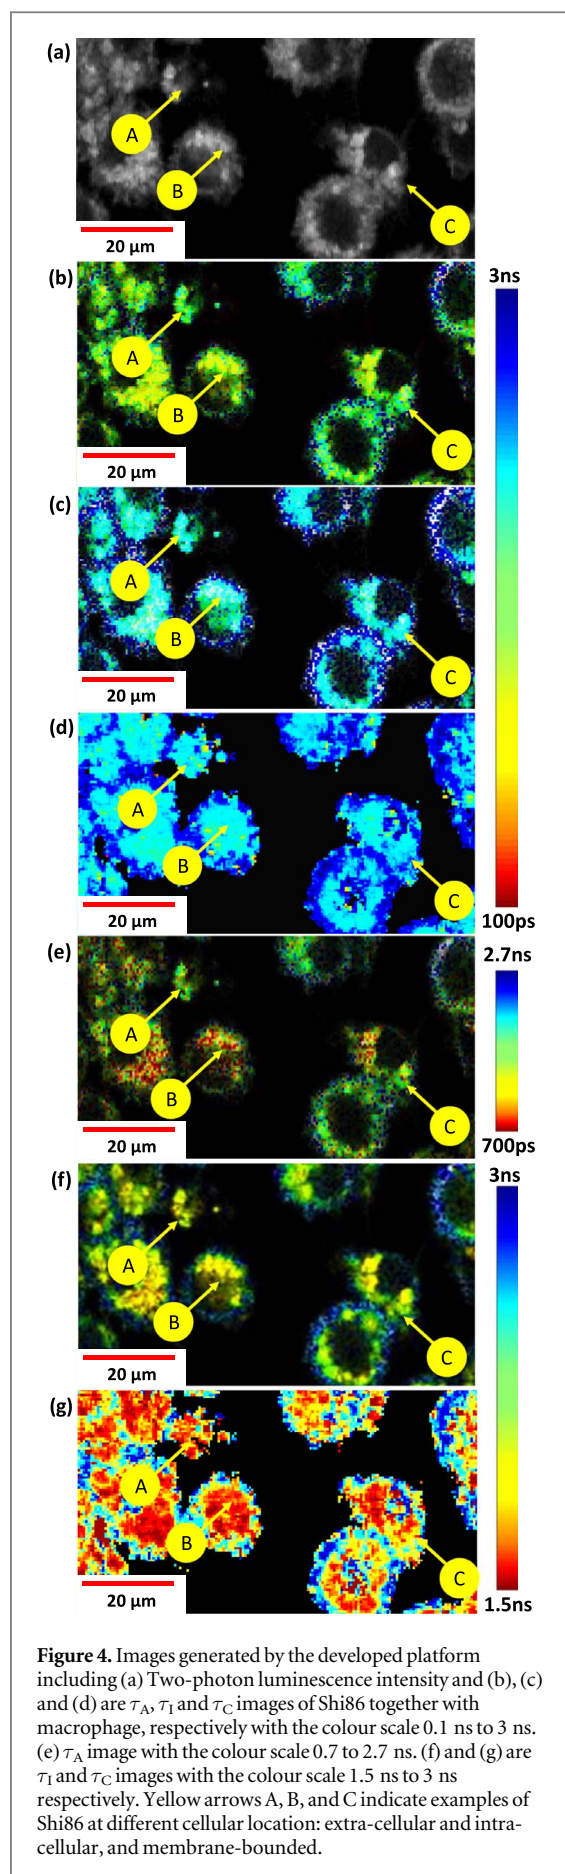 (a)
A
B
C
20 μm
(b)
3ns
A
B
C
20 μm
(c)
A
B
C
20 μm
(d)
A
B
C
20 μm
100ps
(e)
2.7ns
A
B
C
20 μm
700ps
(f)
3ns
A
B
C
20 μm
(g)
A
B
C
20 μm
1.5ns
Figure 4. Images generated by the developed platform
including (a) Two-photon luminescence intensity and (b), (c)
and (d) are τA, τI and τC images of Shi86 together with
macrophage, respectively with the colour scale 0.1 ns to 3 ns.
(e) τA image with the colour scale 0.7 to 2.7 ns. (f) and (g) are
τI and τC images with the colour scale 1.5 ns to 3 ns
respectively. Yellow arrows A, B, and C indicate examples of
Shi86 at different cellular location: extra-cellular and intra-
cellular, and membrane-bounded.